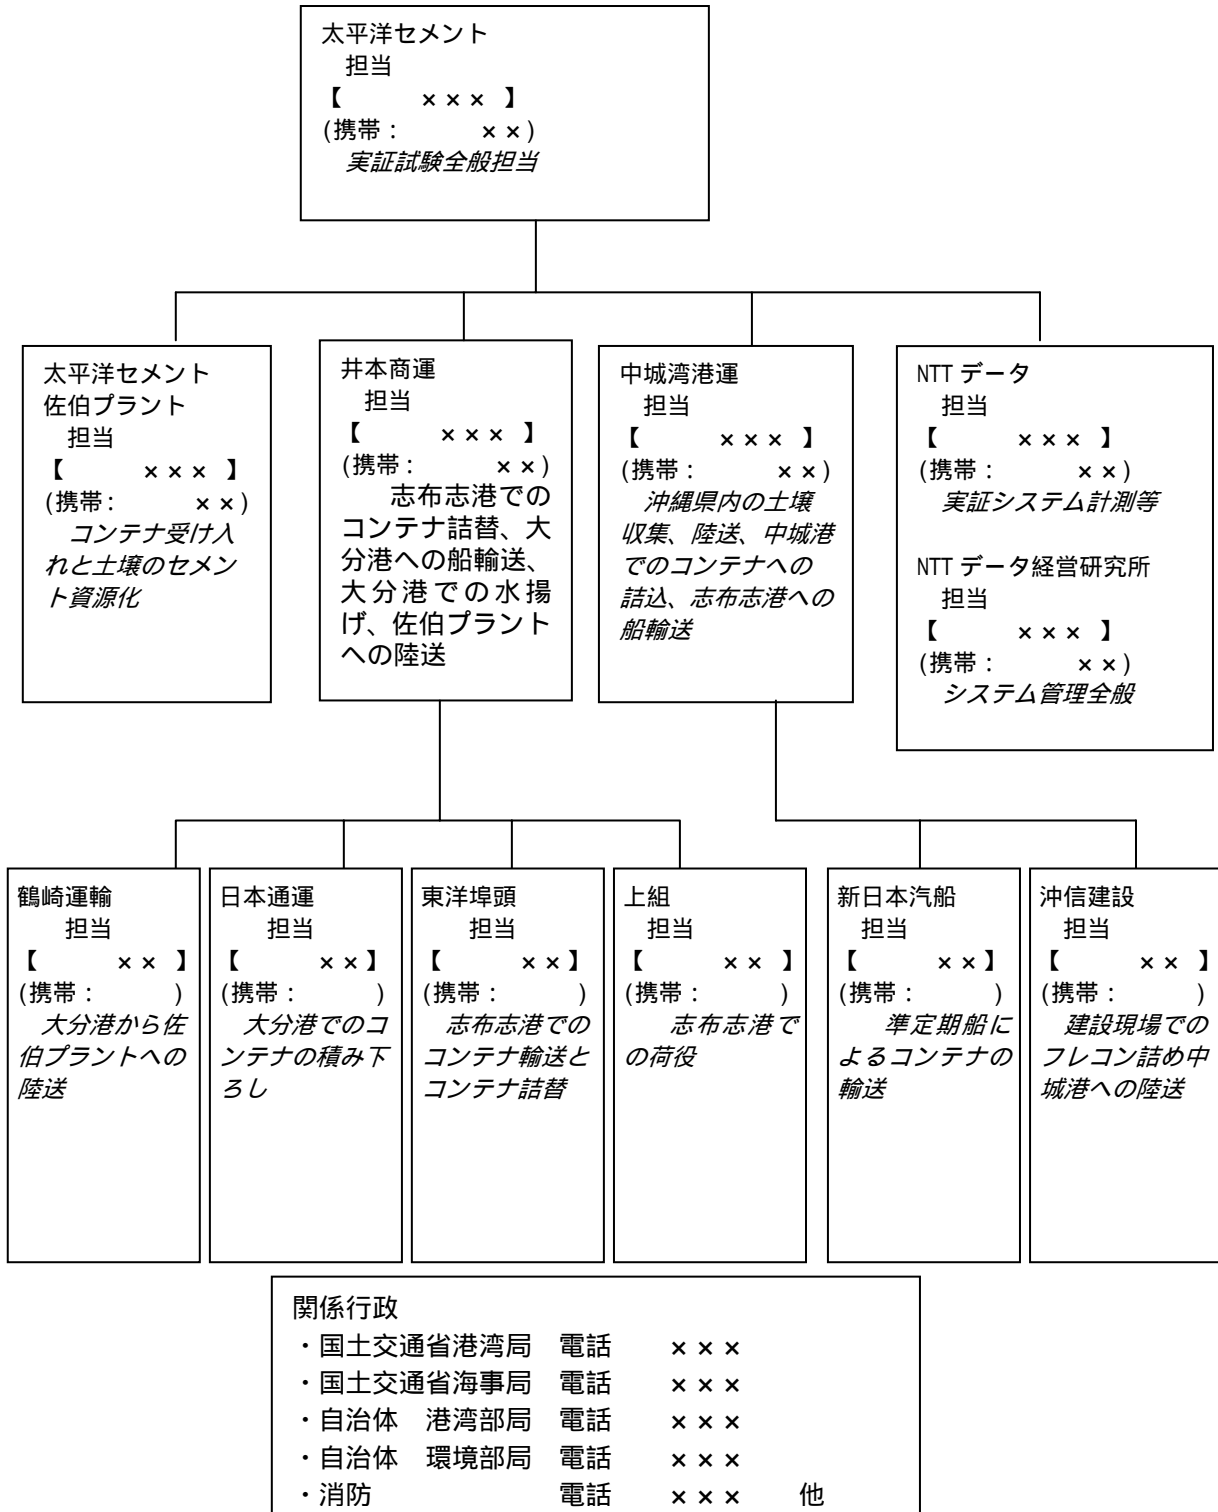 太平洋セメント
担当
【　　　×××】
(携帯：　　　××)
実証試験全般担当
太平洋セメント
佐伯プラント
担当
【　　　×××】
(携帯：　　　××)
コンテナ受け入
れと土壌のセメン
ト資源化
井本商運
担当
【　　　×××】
(携帯：　　　××)
志布志港での
コンテナ詰替、大
分港への船輸送、
大分港での水揚
げ、佐伯プラント
への陸送
中城湾港運
担当
【　　　×××】
(携帯：　　　××)
沖縄県内の土壌
収集、陸送、中城港
でのコンテナへの
詰込、志布志港への
船輸送
NTT データ
担当
【　　　×××】
(携帯：　　　××)
実証システム計測等
NTT データ経営研究所
担当
【　　　×××】
(携帯：　　　××)
システム管理全般
鶴崎運輸
担当
【　　　××】
(携帯：　　　)
大分港から佐
伯プラントへの
陸送
日本通運
担当
【　　　××】
(携帯：　　　)
大分港でのコ
ンテナの積み下
ろし
東洋埠頭
担当
【　　　××】
(携帯：　　　)
志布志港での
コンテナ輸送と
コンテナ詰替
上組
担当
【　　　××】
(携帯：　　　)
志布志港で
の荷役
新日本汽船
担当
【　　　××】
(携帯：　　　)
準定期船に
よるコンテナの
輸送
沖信建設
担当
【　　　××】
(携帯：　　　)
建設現場での
フレコン詰め中
城港への陸送
関係行政
・国土交通省港湾局　電話　　×××
・国土交通省海事局　電話　　×××
・自治体　港湾部局　電話　　×××
・自治体　環境部局　電話　　×××
・消防　　　　　　　電話　　×××　　他